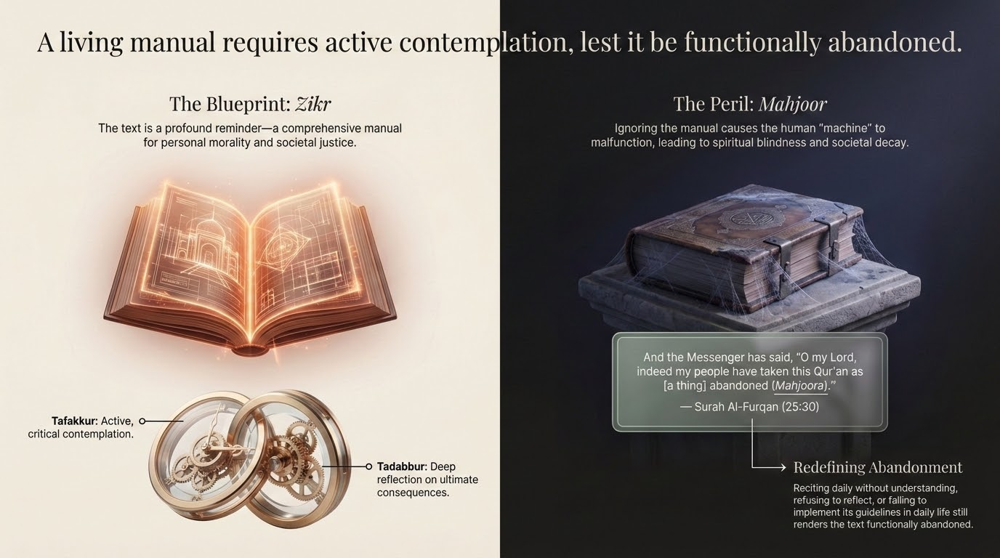 A living manual requires active contemplation, lest it be functionally abandoned.
The Blueprint: Zikr
The text is a profound reminder—a comprehensive manual
for personal morality and societal justice.
Tafakkur: Active,
critical contemplation.
Tadabbur: Deep
reflection on ultimate
consequences.
The Peril: Mahjoor
Ignoring the manual causes the human "machine" to
malfunction, leading to spiritual blindness and societal decay.
And the Messenger has said, "O my Lord,
indeed my people have taken this Qur'an as
[a thing] abandoned (Mahjoora)."
— Surah Al-Furqan (25:30)
Redefining Abandonment
Reciting daily without understanding,
refusing to reflect, or falling to
implement its guidelines in daily life still
renders the text functionally abandoned.